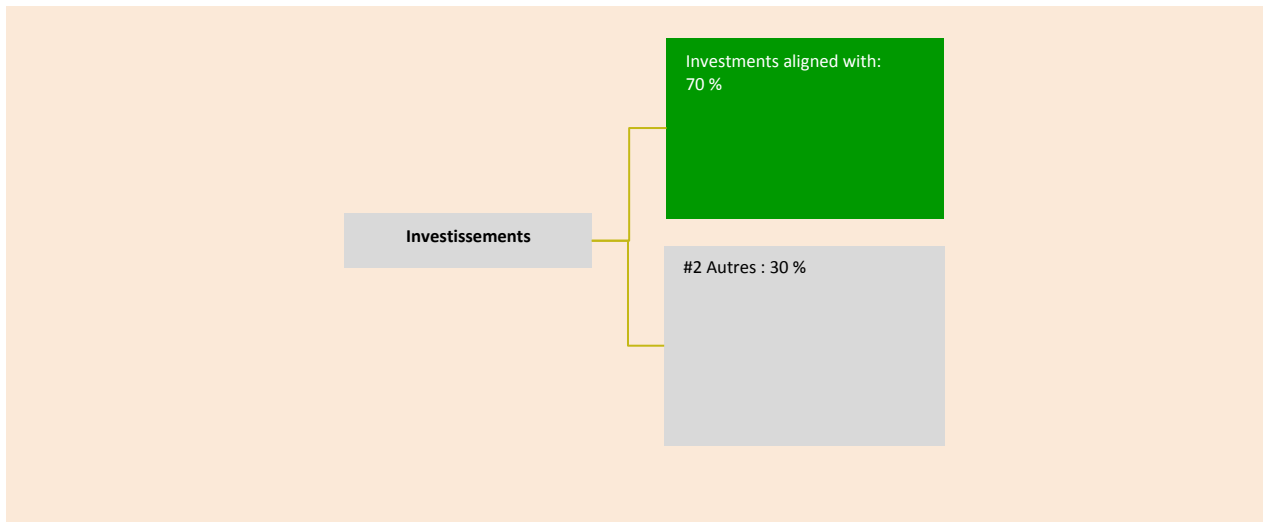 Investments aligned with:
70 %
Investissements
#2 Autres : 30 %